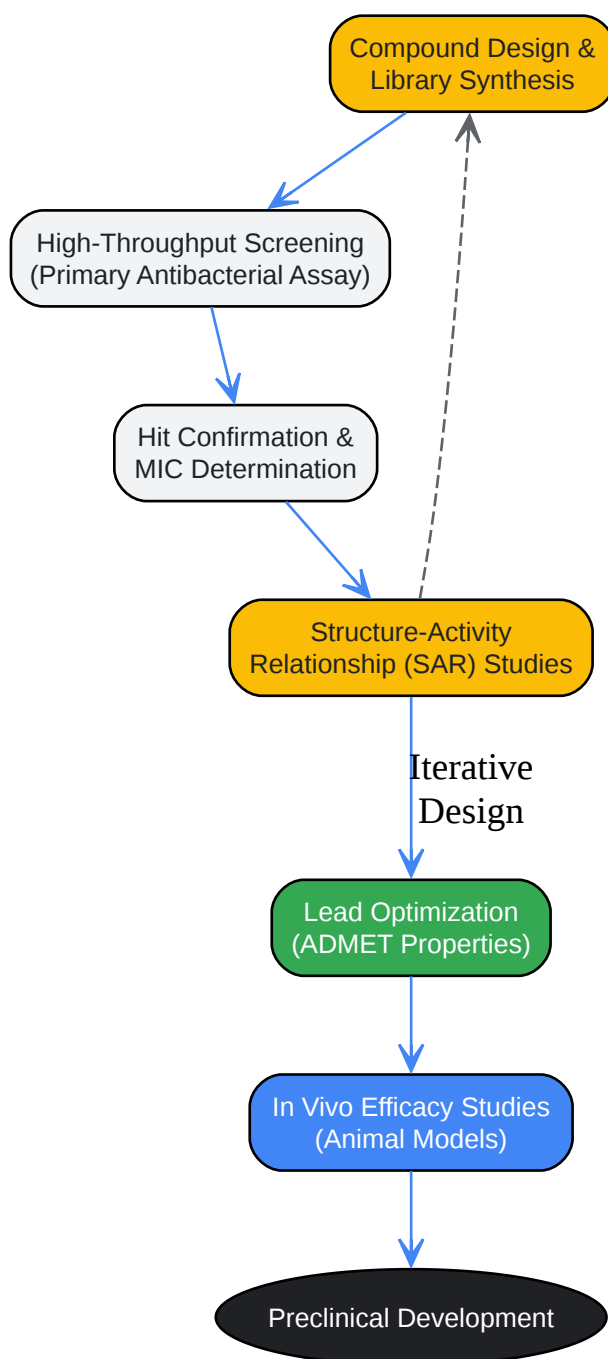 Compound Design &
Library Synthesis
High-Throughput Screening
(Primary Antibacterial Assay)
Hit Confirmation &
MIC Determination
Structure-Activity
Relationship (SAR) Studies
Iterative
Design
Lead Optimization
(ADMET Properties)
In Vivo Efficacy Studies
(Animal Models)
Preclinical Development